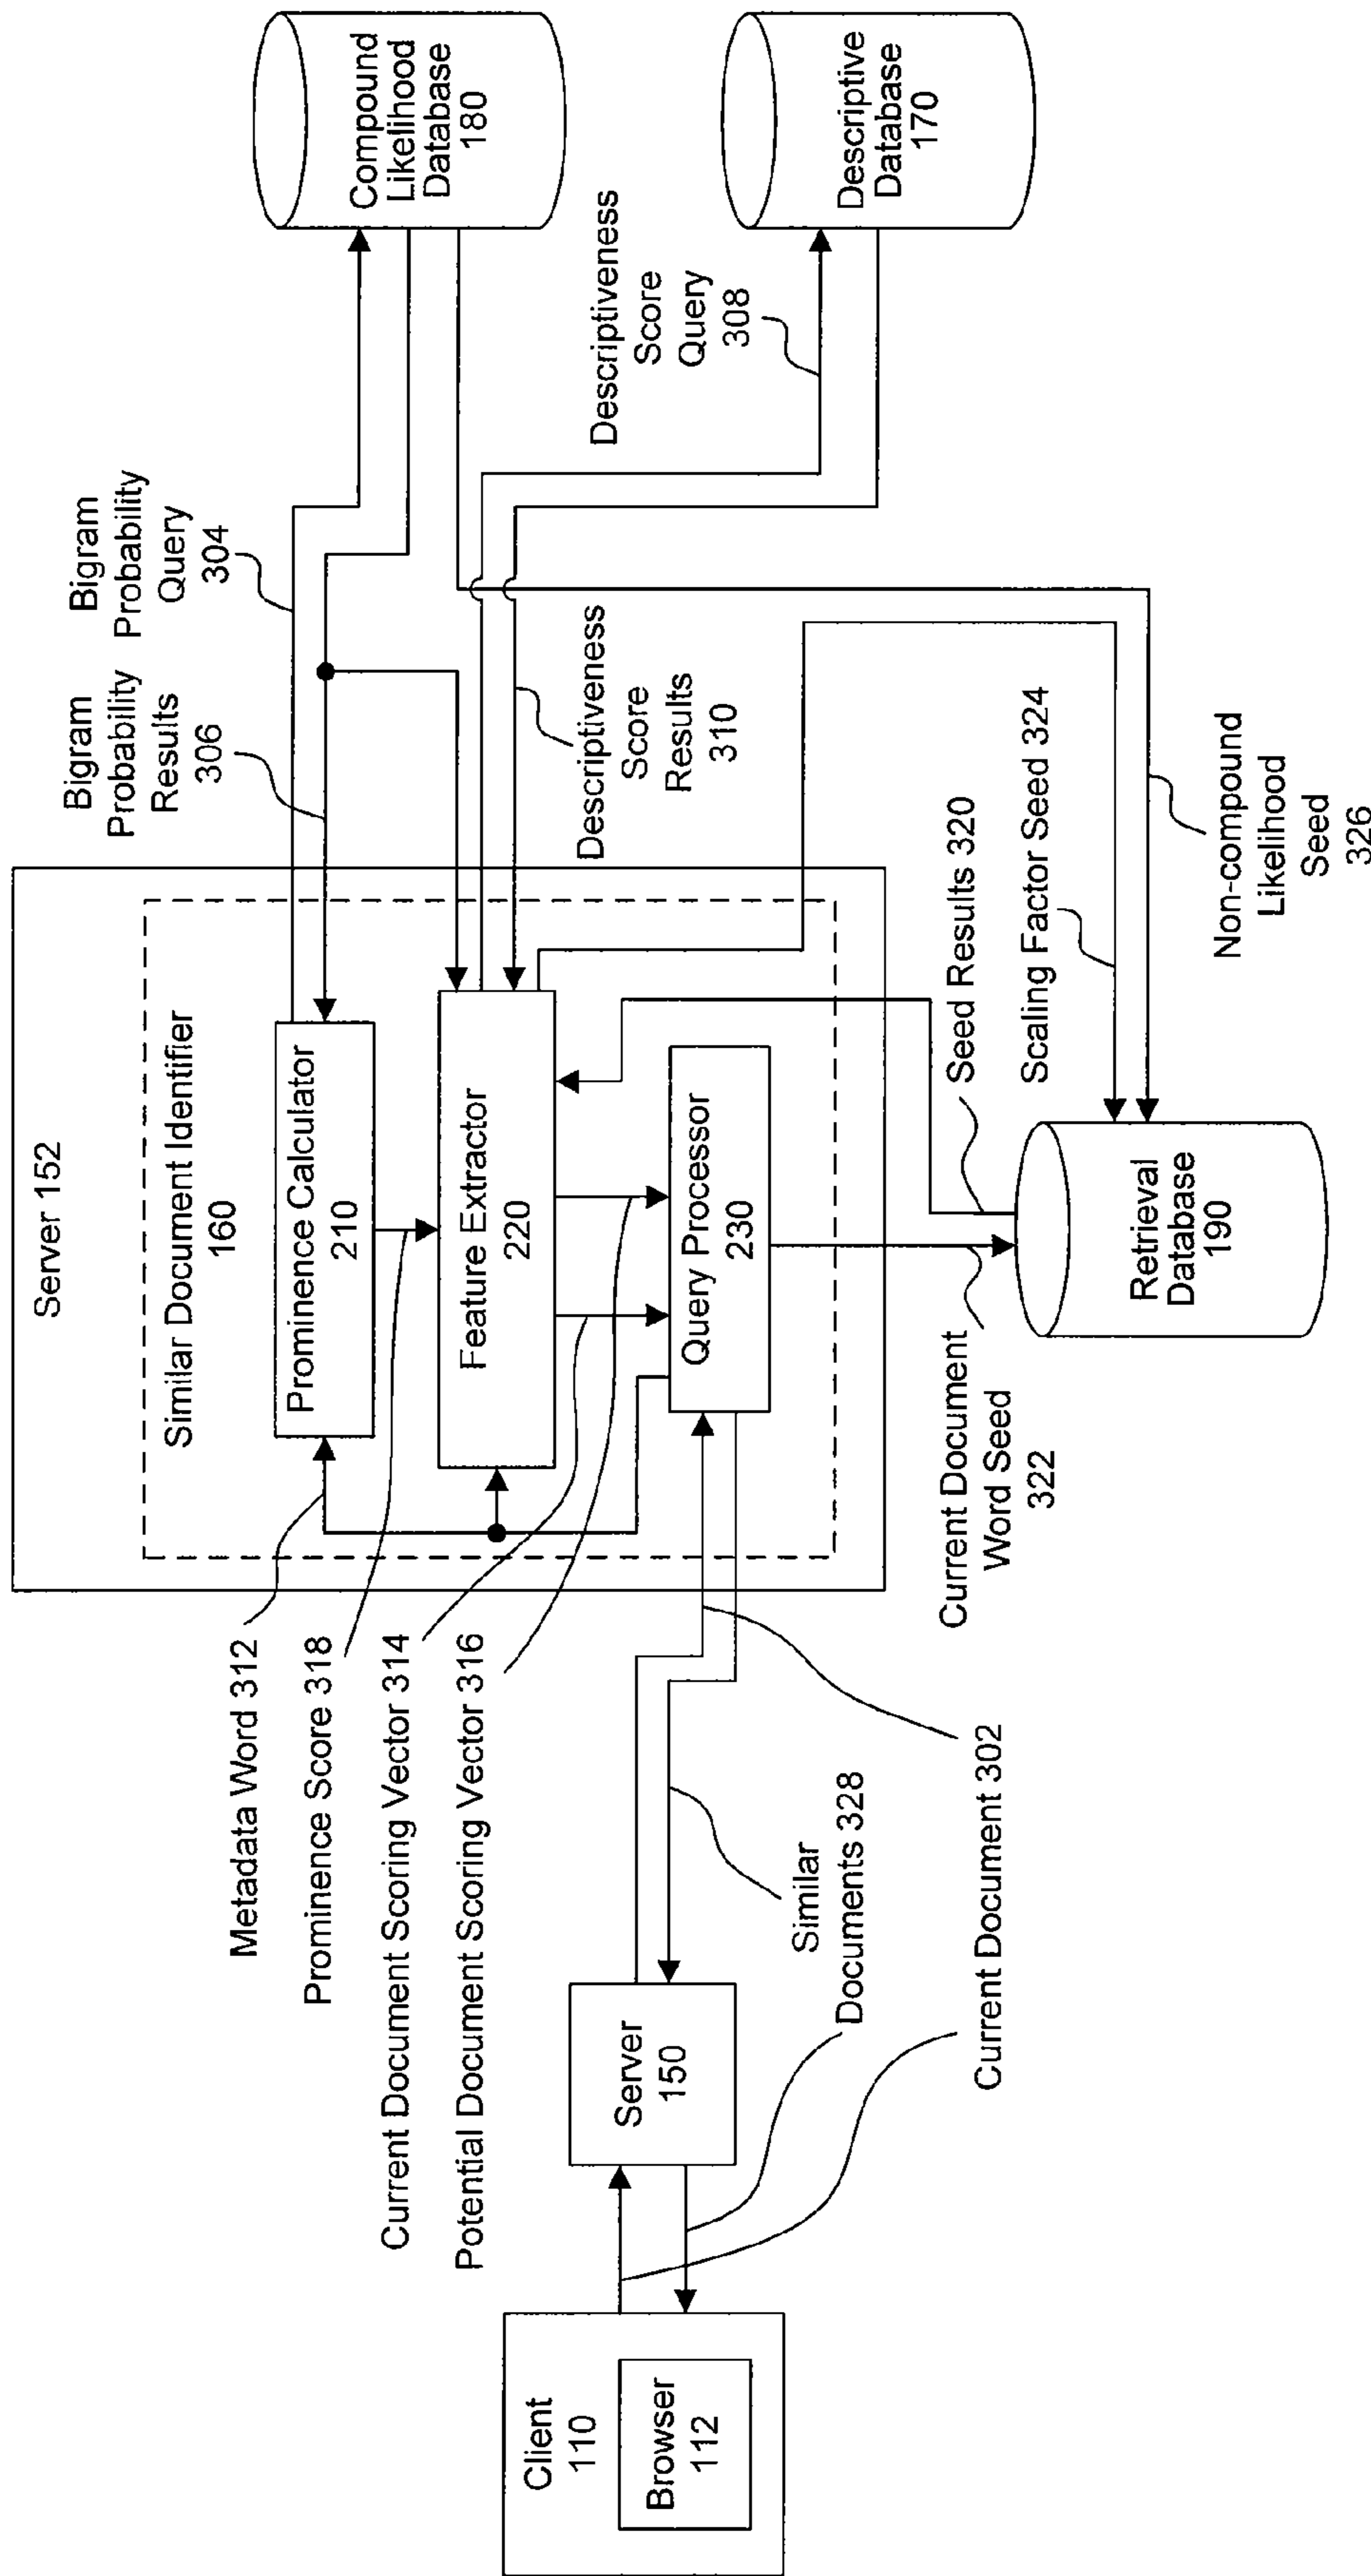 Server 152
Similar Document Identifier
160
Prominence Calculator
210
Feature Extractor
220
Query Processor
230
Client
110
Browser
112
Server
150
Metadata Word 312
Prominence Score 318
Current Document Scoring Vector 314
Potential Document Scoring Vector 316
Similar
Documents 328
Current Document 302
Bigram
Probability
Results
306
Bigram
Probability
Query
304
Compound
Likelihood
Database
180
Descriptiveness
Score
Query
308
Descriptive
Database
170
Descriptiveness
Score
Results
310
Seed Results 320
Scaling Factor Seed 324
Non-compound
Likelihood
Seed
326
Current Document
Word Seed
322
Retrieval
Database
190